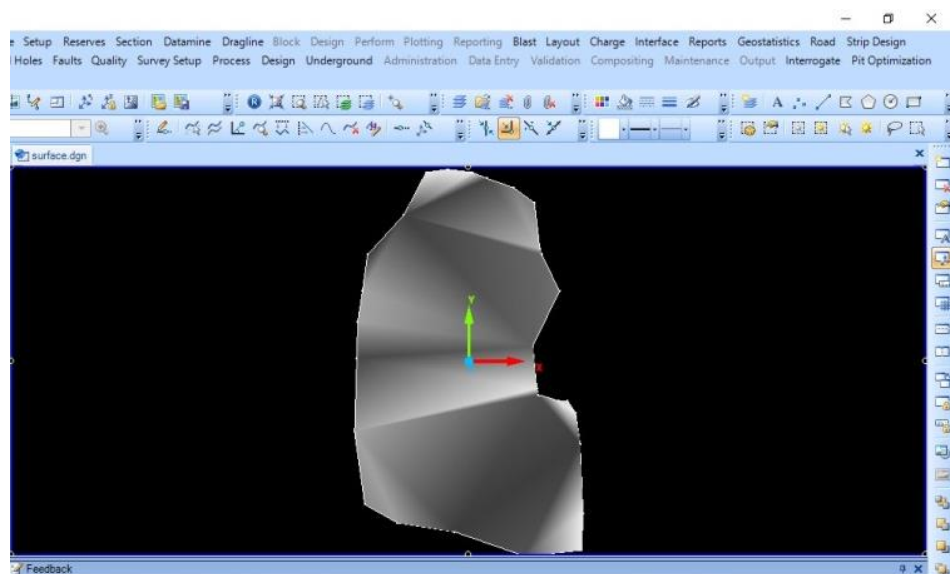 Setup Reserves Section Datamine Dragline Block Design Perform Plotting Reporting Blast Layout Charge Interface Reports Geostatistics Road Strip Design
Holes Faults Quality Survey Setup Process Design Underground Administration Data Entry Validation Compositing Maintenance Output Interrogate Pit Optimization
surface.dgn
Y
X
Feedback